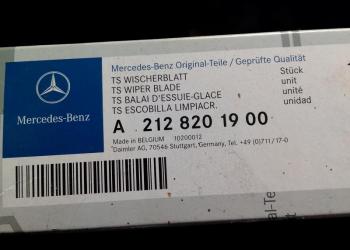 Mercedes-Benz Original-Teile / Geprüfte Qualität
TS WISCHERBLATT Stück
TS WIPER BLADE unit
TS BALAI D'ESSUIE-GLACE unité
TS ESCOBILLA LIMPIACR. unidad
Mercedes-Benz
A 212 820 19 00
Made in BELGIUM 10200012
Daimler AG, 70546 Stuttgart, Germany, Tel. +49 (0)711/17-0